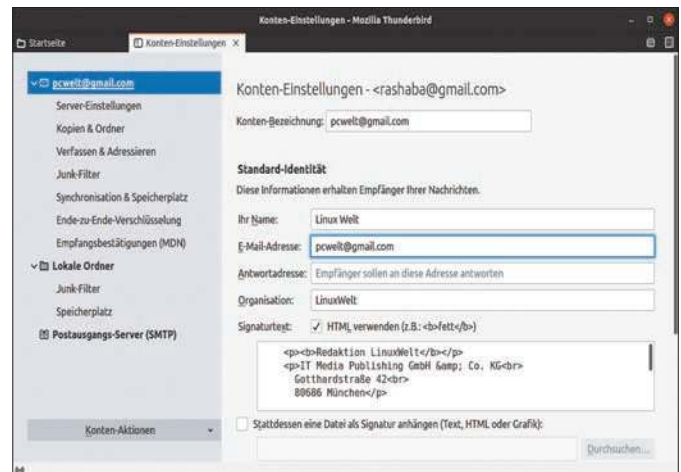 Konten-Einstellungen - Mozilla Thunderbird
Startseite
Konten-Einstellungen ×
pcwelt@gmail.com
Server-Einstellungen
Kopien & Ordner
Verfassen & Adressieren
Junk-Filter
Synchronisation & Speicherplatz
Ende-zu-Ende-Verschlüsselung
Empfangsbestätigungen (MDN)
Lokale Ordner
Junk-Filter
Speicherplatz
Postausgangs-Server (SMTP)
Konten-Aktionen
Konten-Einstellungen - <rashaba@gmail.com>
Konten-Bezeichnung: pcwelt@gmail.com
Standard-Identität
Diese Informationen erhalten Empfänger Ihrer Nachrichten.
Ihr Name: Linux Welt
E-Mail-Adresse: pcwelt@gmail.com
Antwortadresse: Empfänger sollen an diese Adresse antworten
Organisation: LinuxWelt
Signaturtext: ✓ HTML verwenden (z.B.: <b>fett</b>)
<p><b>Redaktion LinuxWelt</b></p>
<p>IT Media Publishing GmbH &amp; Co. KG<br>
Gotthardstraße 42<br>
80686 München</p>
Stattdessen eine Datei als Signatur anhängen (Text, HTML oder Grafik):
Durchsuchen...